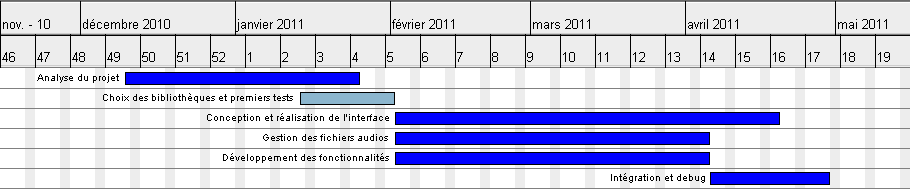 nov. - 10 décembre 2010 janvier 2011 février 2011 mars 2011 avril 2011 mai 2011
46 47 48 49 50 51 52 1 2 3 4 5 6 7 8 9 10 11 12 13 14 15 16 17 18 19
Analyse du projet
Choix des bibliothèques et premiers tests
Conception et réalisation de l'interface
Gestion des fichiers audios
Développement des fonctionnalités
Intégration et debug